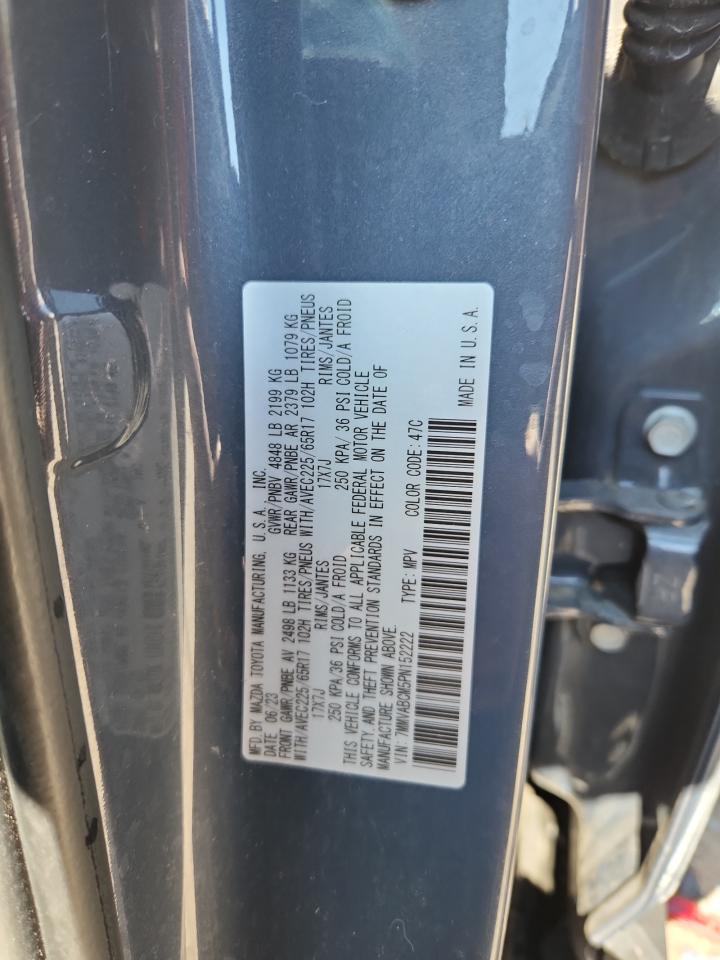 MFD. BY MAZDA TOYOTA MANUFACTURING, U.S.A., INC.
DATE 06/23 GVWR/PNBV 4848 LB 2199 KG
FRONT GAWR/PNBE AV 2498 LB 1133 KG REAR GAWR/PNBE AR 2379 LB 1079 KG
WITH/AVEC225/65R17 102H TIRES/PNEUS WITH/AVEC225/65R17 102H TIRES/PNEUS
17X7J RIMS/JANTES 17X7J RIMS/JANTES
250 KPA/36 PSI COLD/A FROID 250 KPA/ 36 PSI COLD/A FROID
THIS VEHICLE CONFORMS TO ALL APPLICABLE FEDERAL MOTOR VEHICLE
SAFETY, AND THEFT PREVENTION STANDARDS IN EFFECT ON THE DATE OF
MANUFACTURE SHOWN ABOVE.
VIN: 7MMVABCM5PN152222 TYPE: MPV COLOR CODE: 47C
MADE IN U.S.A.